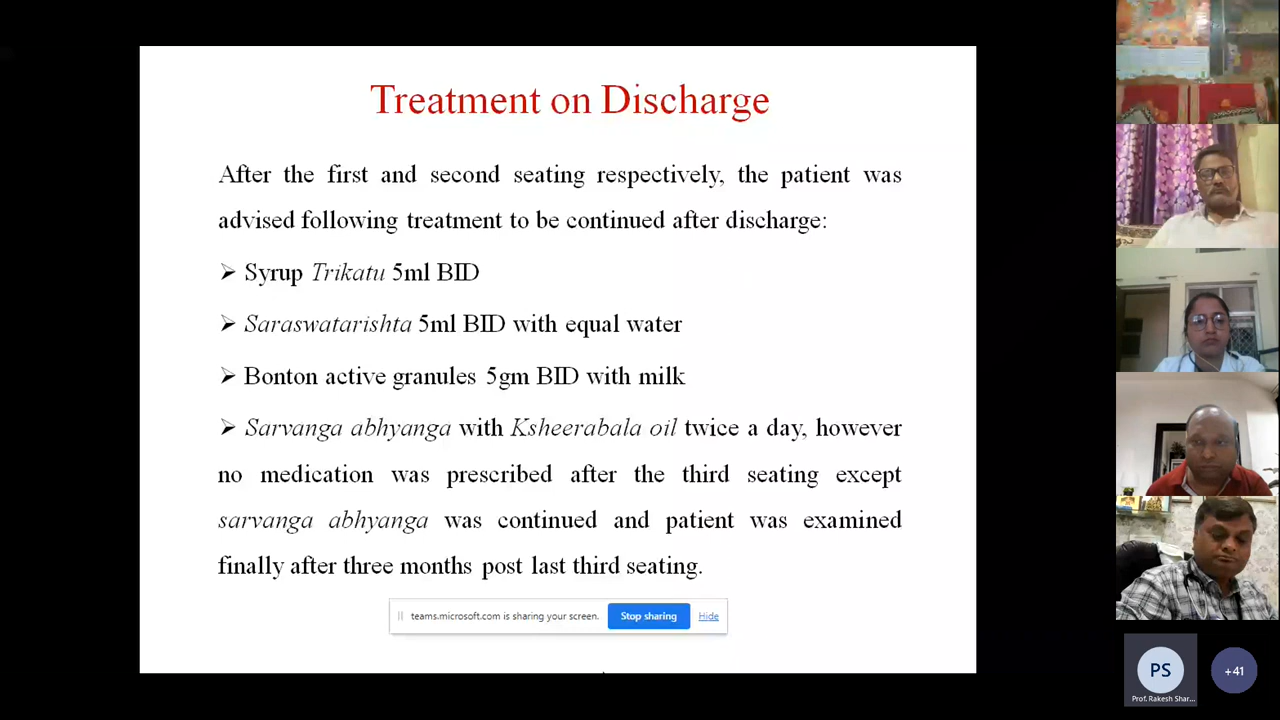 Treatment on Discharge
After the first and second seating respectively, the patient was
advised following treatment to be continued after discharge:
➢ Syrup Trikatu 5ml BID
➢ Saraswatarishta 5ml BID with equal water
➢ Bonton active granules 5gm BID with milk
➢ Sarvanga abhyanga with Ksheerabala oil twice a day, however
no medication was prescribed after the third seating except
sarvanga abhyanga was continued and patient was examined
finally after three months post last third seating.
teams.microsoft.com is sharing your screen. Stop sharing Hide
PS
Prof. Rakesh Shar...
+41